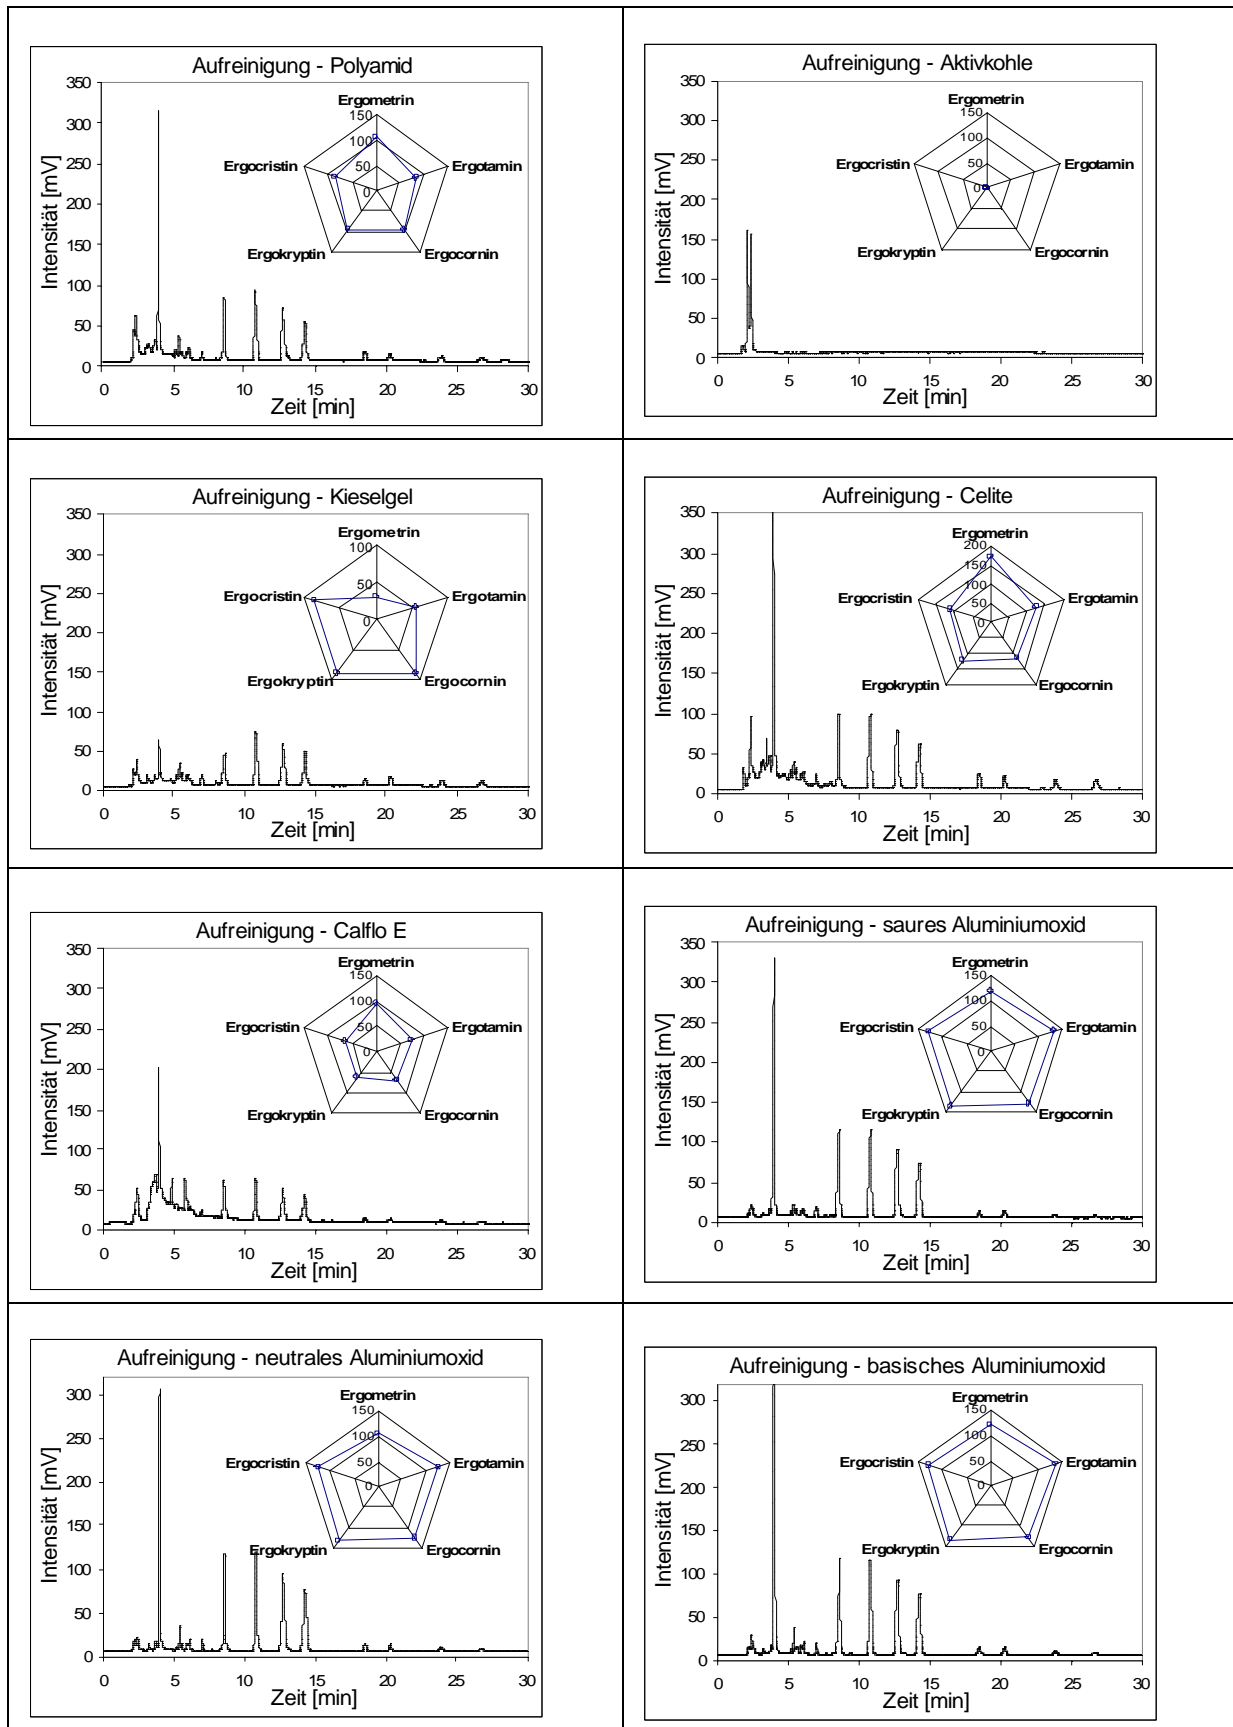 Aufreinigung - Polyamid
350
300
250
200
150
100
50
0
Intensität [mV]
0 5 10 15 20 25 30
Zeit [min]
Ergometrin
150
100
50
0
Ergocristin
Ergotamin
Ergokryptin
Ergocornin
Aufreinigung - Aktivkohle
350
300
250
200
150
100
50
0
Intensität [mV]
0 5 10 15 20 25 30
Zeit [min]
Ergometrin
150
100
50
0
Ergocristin
Ergotamin
Ergokryptin
Ergocornin
Aufreinigung - Kieselgel
350
300
250
200
150
100
50
0
Intensität [mV]
0 5 10 15 20 25 30
Zeit [min]
Ergometrin
100
50
0
Ergocristin
Ergotamin
Ergokryptin
Ergocornin
Aufreinigung - Celite
350
300
250
200
150
100
50
0
Intensität [mV]
0 5 10 15 20 25 30
Zeit [min]
Ergometrin
200
150
100
50
0
Ergocristin
Ergotamin
Ergokryptin
Ergocornin
Aufreinigung - Calflo E
350
300
250
200
150
100
50
0
Intensität [mV]
0 5 10 15 20 25 30
Zeit [min]
Ergometrin
150
100
50
0
Ergocristin
Ergotamin
Ergokryptin
Ergocornin
Aufreinigung - saures Aluminiumoxid
350
300
250
200
150
100
50
0
Intensität [mV]
0 5 10 15 20 25 30
Zeit [min]
Ergometrin
150
100
50
0
Ergocristin
Ergotamin
Ergokryptin
Ergocornin
Aufreinigung - neutrales Aluminiumoxid
300
250
200
150
100
50
0
Intensität [mV]
0 5 10 15 20 25 30
Zeit [min]
Ergometrin
150
100
50
0
Ergocristin
Ergotamin
Ergokryptin
Ergocornin
Aufreinigung - basisches Aluminiumoxid
300
250
200
150
100
50
0
Intensität [mV]
0 5 10 15 20 25 30
Zeit [min]
Ergometrin
150
100
50
0
Ergocristin
Ergotamin
Ergokryptin
Ergocornin